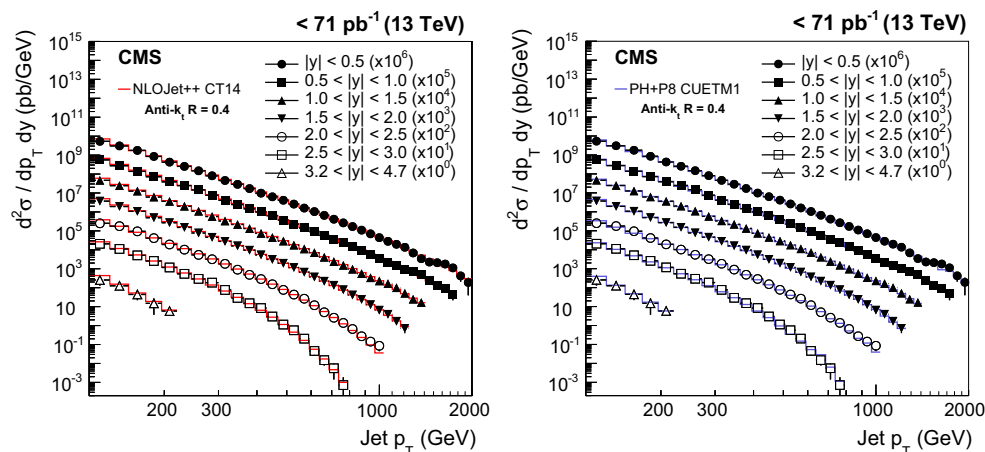 < 71 pb⁻¹ (13 TeV)
d²σ / dp_T dy (pb/GeV)
10¹⁵
10¹³
10¹¹
10⁹
10⁷
10⁵
10³
10
10⁻¹
10⁻³
CMS
NLOJet++ CT14
Anti-k_t R = 0.4
|y| < 0.5 (x10⁶)
0.5 < |y| < 1.0 (x10⁵)
1.0 < |y| < 1.5 (x10⁴)
1.5 < |y| < 2.0 (x10³)
2.0 < |y| < 2.5 (x10²)
2.5 < |y| < 3.0 (x10¹)
3.2 < |y| < 4.7 (x10⁰)
200 300 1000 2000
Jet p_T (GeV)
< 71 pb⁻¹ (13 TeV)
d²σ / dp_T dy (pb/GeV)
10¹⁵
10¹³
10¹¹
10⁹
10⁷
10⁵
10³
10
10⁻¹
10⁻³
CMS
PH+P8 CUETM1
Anti-k_t R = 0.4
|y| < 0.5 (x10⁶)
0.5 < |y| < 1.0 (x10⁵)
1.0 < |y| < 1.5 (x10⁴)
1.5 < |y| < 2.0 (x10³)
2.0 < |y| < 2.5 (x10²)
2.5 < |y| < 3.0 (x10¹)
3.2 < |y| < 4.7 (x10⁰)
200 300 1000 2000
Jet p_T (GeV)